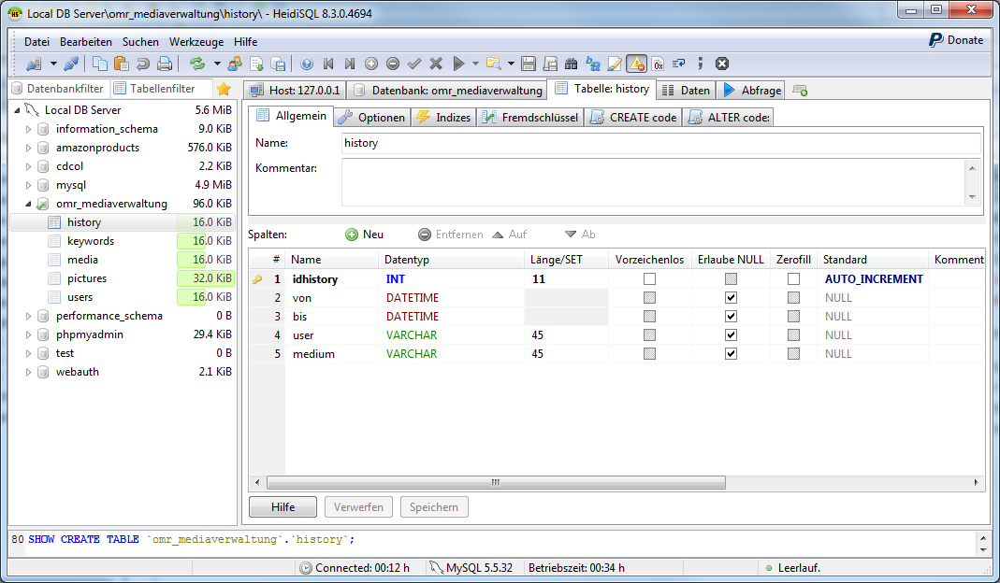 Local DB Server\omr_mediaverwaltung\history\ - HeidiSQL 8.3.0.4694
Datei Bearbeiten Suchen Werkzeuge Hilfe Donate
Datenbankfilter Tabellenfilter
Host: 127.0.0.1 Datenbank: omr_mediaverwaltung Tabelle: history Daten Abfrage
Local DB Server 5.6 MiB
information_schema 9.0 KiB
amazonproducts 576.0 KiB
cdcol 2.2 KiB
mysql 4.9 MiB
omr_mediaverwaltung 96.0 KiB
history 16.0 KiB
keywords 16.0 KiB
media 16.0 KiB
pictures 32.0 KiB
users 16.0 KiB
performance_schema 0 B
phpmyadmin 29.4 KiB
test 0 B
webauth 2.1 KiB
Allgemein Optionen Indizes Fremdschlüssel CREATE code ALTER code:
Name: history
Kommentar:
Spalten: Neu Entfernen Auf Ab
# Name Datentyp Länge/SET Vorzeichenlos Erlaube NULL Zerofill Standard Komment
1 idhistory INT 11 AUTO_INCREMENT
2 von DATETIME NULL
3 bis DATETIME NULL
4 user VARCHAR 45 NULL
5 medium VARCHAR 45 NULL
Hilfe Verwerfen Speichern
80 SHOW CREATE TABLE `omr_mediaverwaltung`.`history`;
Connected: 00:12 h MySQL 5.5.32 Betriebszeit: 00:34 h Leerlauf.